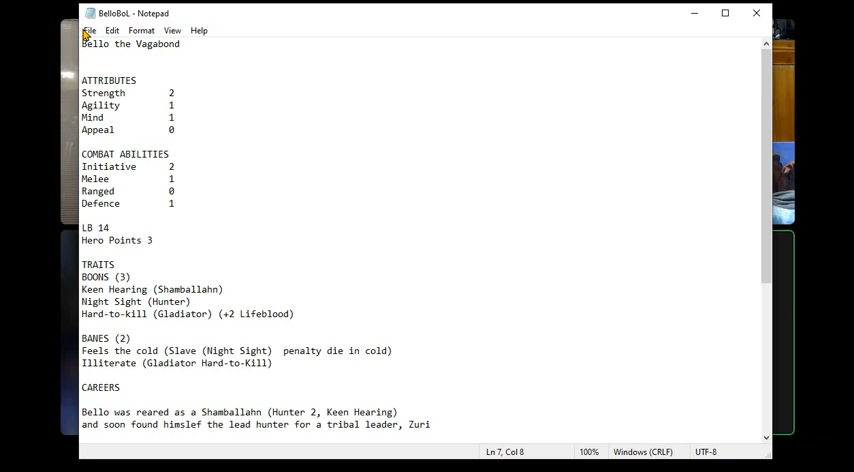 BelloBoL - Notepad
File Edit Format View Help
Bello the Vagabond
ATTRIBUTES
Strength 2
Agility 1
Mind 1
Appeal 0
COMBAT ABILITIES
Initiative 2
Melee 1
Ranged 0
Defence 1
LB 14
Hero Points 3
TRAITS
BOONS (3)
Keen Hearing (Shamballahn)
Night Sight (Hunter)
Hard-to-kill (Gladiator) (+2 Lifeblood)
BANES (2)
Feels the cold (Slave (Night Sight) penalty die in cold)
Illiterate (Gladiator Hard-to-Kill)
CAREERS
Bello was reared as a Shamballahn (Hunter 2, Keen Hearing)
and soon found himslef the lead hunter for a tribal leader, Zuri
Ln 7, Col 8 100% Windows (CRLF) UTF-8